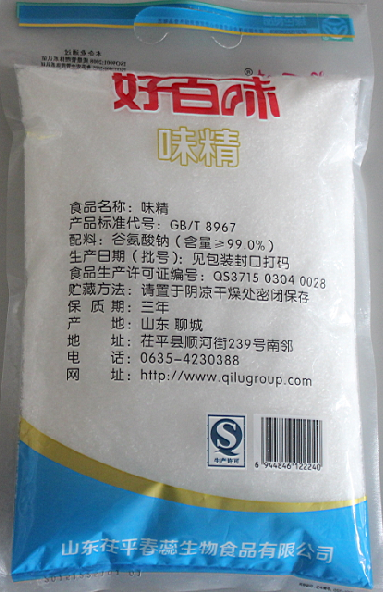 好百味
味精
食品名称：味精
产品标准代号：GB/T 8967
配料：谷氨酸钠（含量≥99.0%）
生产日期（批号）：见包装封口打码
食品生产许可证编号：QS3715 0304 0028
贮藏方法：请置于阴凉干燥处密闭保存
保质期：三年
产地：山东 聊城
地址：茌平县顺河街239号南邻
电话：0635-4230388
网址：http://www.qilugroup.com
QS
生产许可
6 944246 122240
山东茌平春蕊生物食品有限公司